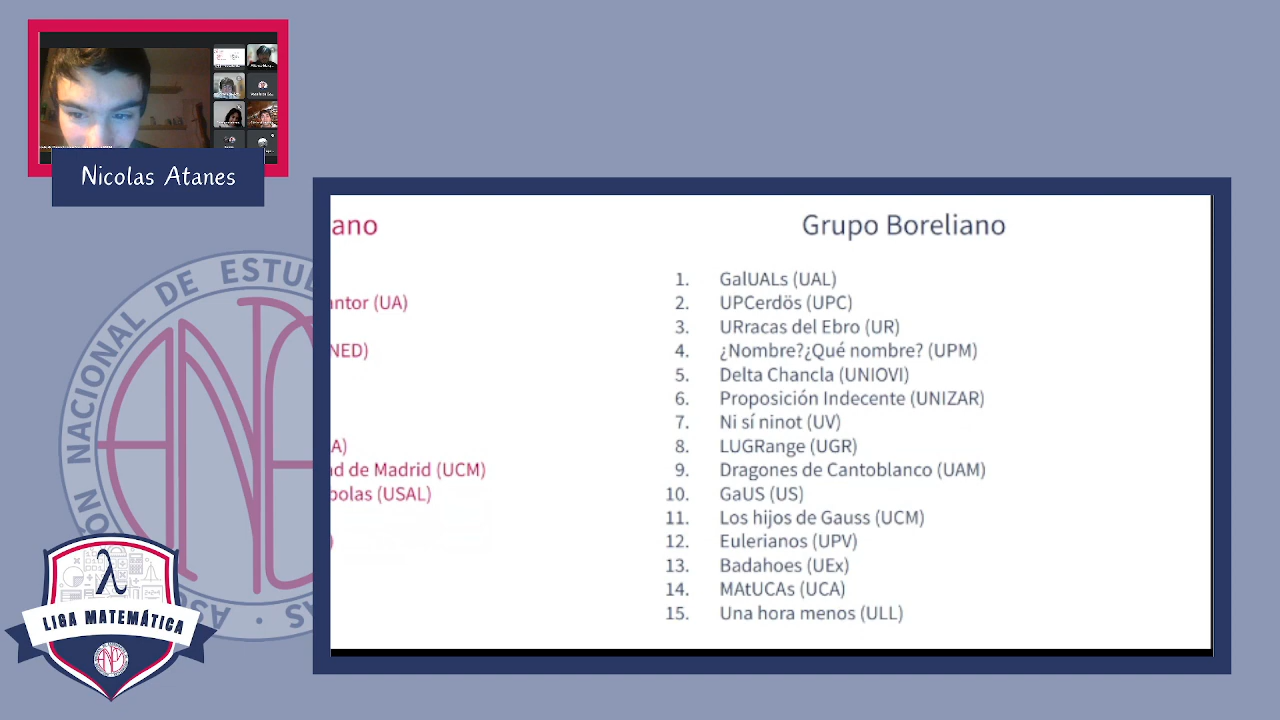 Nicolas Atanes
ano
antor (UA)
NED)
A)
ad de Madrid (UCM)
bolas (USAL)
)
Grupo Boreliano
1. GalUALs (UAL)
2. UPCerdös (UPC)
3. URracas del Ebro (UR)
4. ¿Nombre?¿Qué nombre? (UPM)
5. Delta Chancla (UNIOVI)
6. Proposición Indecente (UNIZAR)
7. Ni sí ninot (UV)
8. LUGRange (UGR)
9. Dragones de Cantoblanco (UAM)
10. GaUS (US)
11. Los hijos de Gauss (UCM)
12. Eulerianos (UPV)
13. Badahoes (UEx)
14. MAtUCAs (UCA)
15. Una hora menos (ULL)
NACIONAL DE ESTU
λ
LIGA MATEMÁTICA